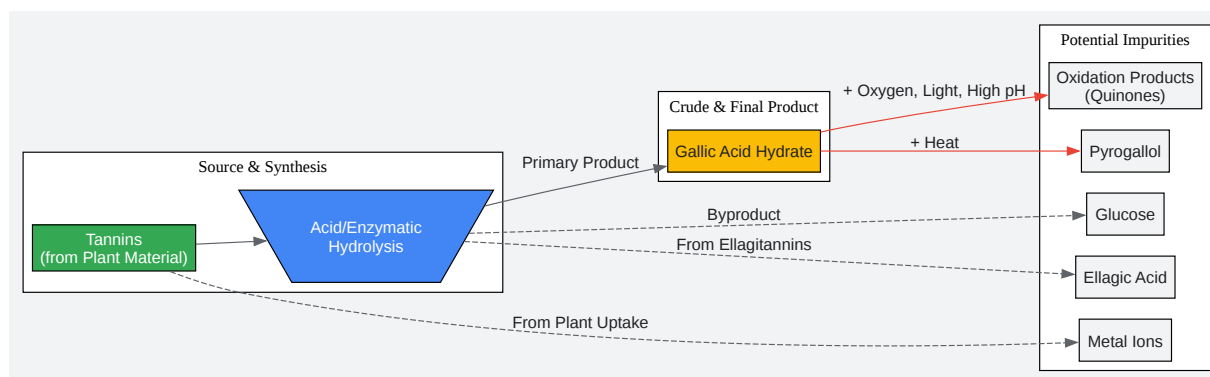 Potential Impurities
Oxidation Products
(Quinones)
+ Oxygen, Light, High pH
Crude & Final Product
Gallic Acid Hydrate
+ Heat
Pyrogallol
Source & Synthesis
Primary Product
Acid/Enzymatic
Hydrolysis
Byproduct
Glucose
Tannins
(from Plant Material)
From Ellagitannins
Ellagic Acid
From Plant Uptake
Metal Ions